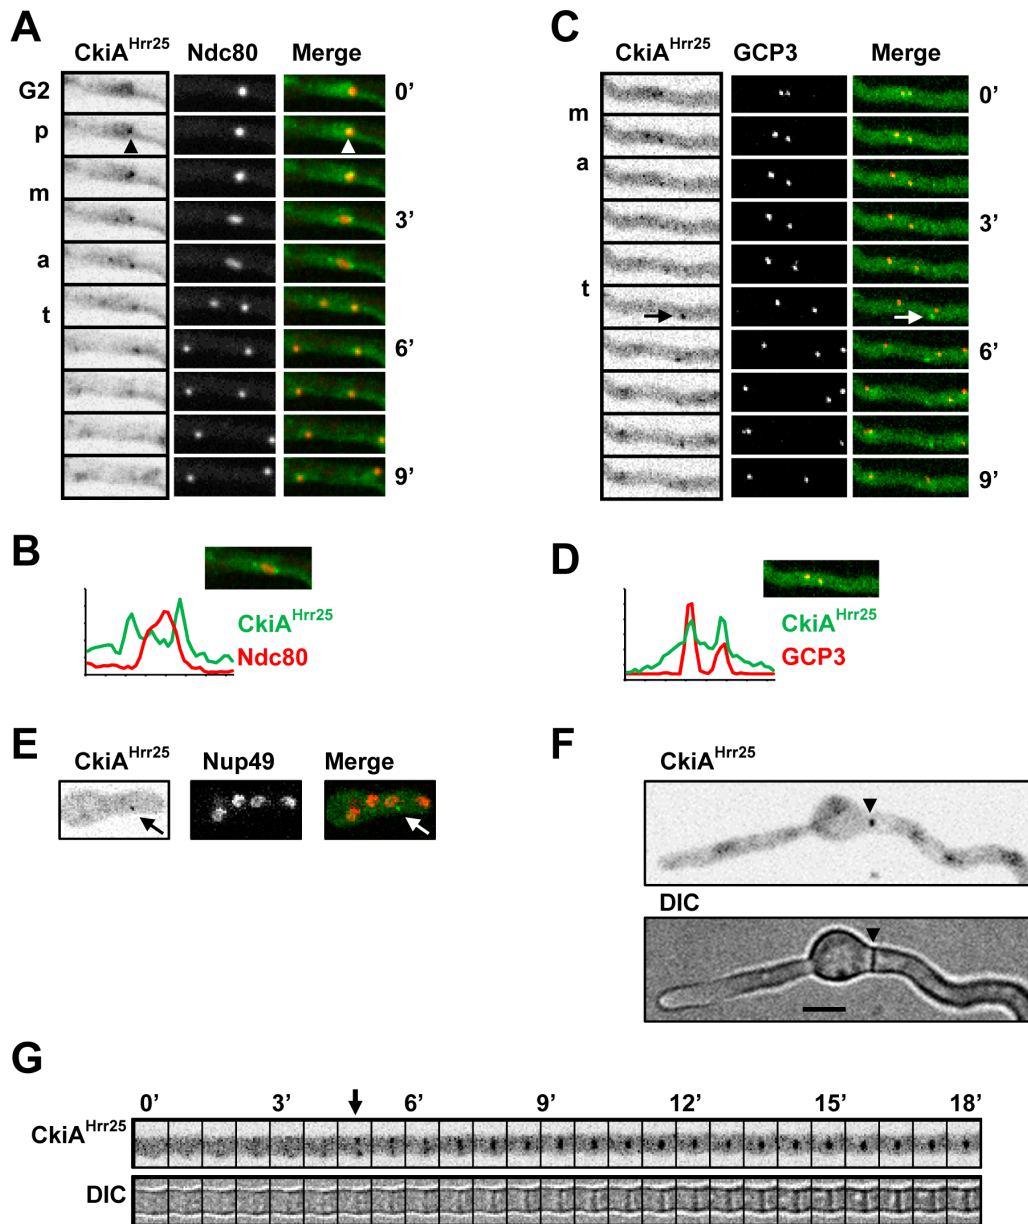 A
CkiA^Hrr25 Ndc80 Merge
G2 0'
p
m
3'
a
t
6'
9'
B
CkiA^Hrr25
Ndc80
C
CkiA^Hrr25 GCP3 Merge
0'
m
a
3'
t
6'
9'
D
CkiA^Hrr25
GCP3
E
CkiA^Hrr25 Nup49 Merge
F
CkiA^Hrr25
DIC
G
0' 3' 6' 9' 12' 15' 18'
CkiA^Hrr25
DIC